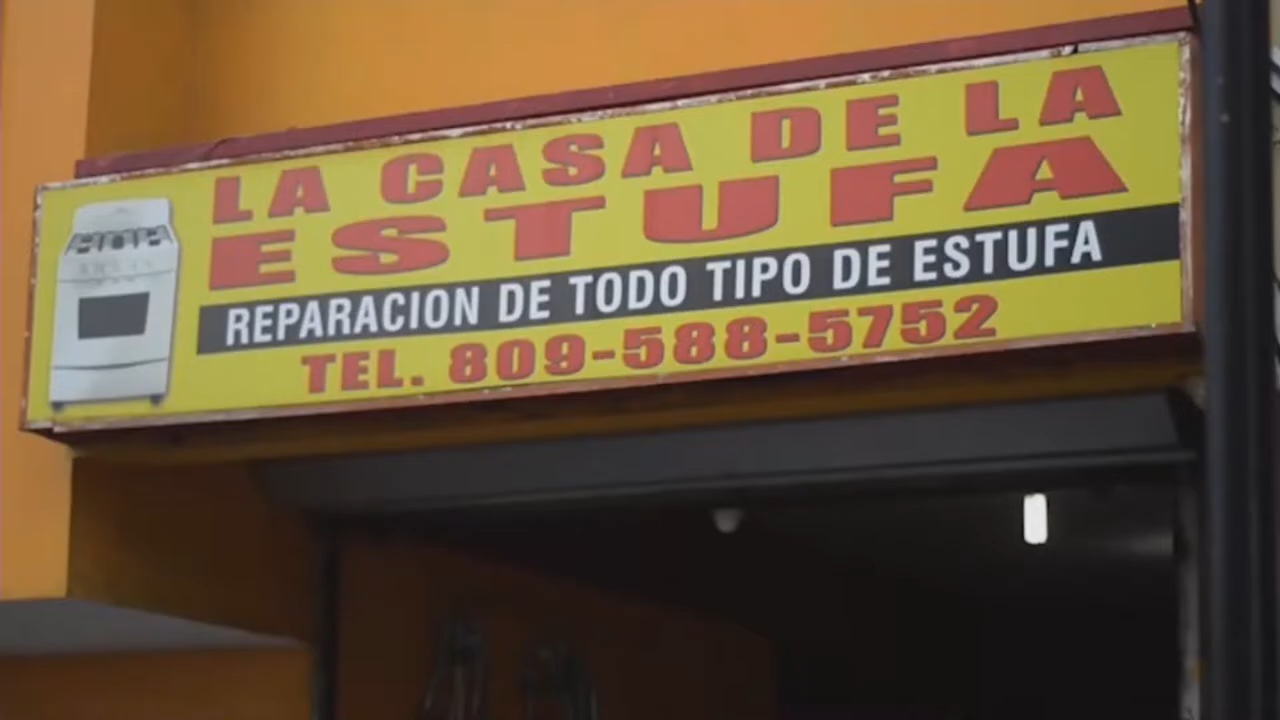 LA CASA DE LA
ESTUFA
REPARACION DE TODO TIPO DE ESTUFA
TEL. 809-588-5752